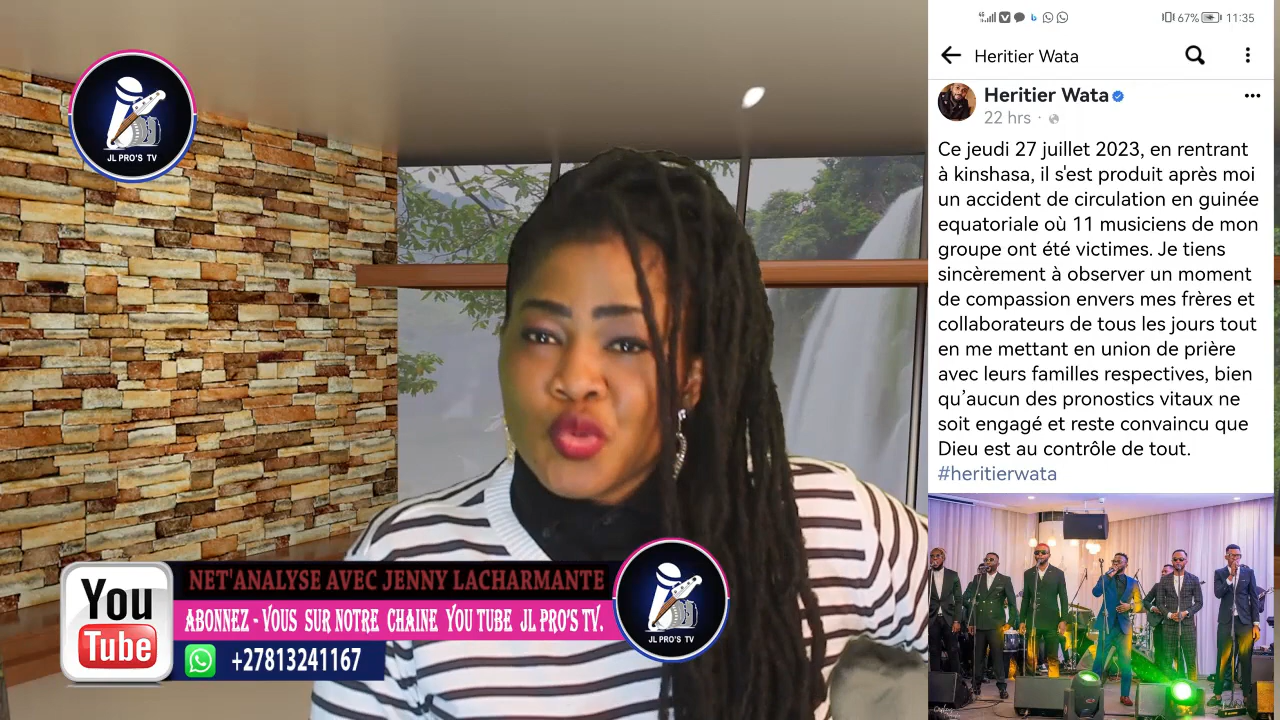 JL PRO'S TV
67% 11:35
Heritier Wata
Heritier Wata
22 hrs ·
Ce jeudi 27 juillet 2023, en rentrant
à kinshasa, il s'est produit après moi
un accident de circulation en guinée
equatoriale où 11 musiciens de mon
groupe ont été victimes. Je tiens
sincèrement à observer un moment
de compassion envers mes frères et
collaborateurs de tous les jours tout
en me mettant en union de prière
avec leurs familles respectives, bien
qu’aucun des pronostics vitaux ne
soit engagé et reste convaincu que
Dieu est au contrôle de tout.
#heritierwata
You
Tube
NET'ANALYSE AVEC JENNY LACHARMANTE
ABONNEZ - VOUS SUR NOTRE CHAINE YOU TUBE JL PRO'S TV.
+27813241167
JL PRO'S TV